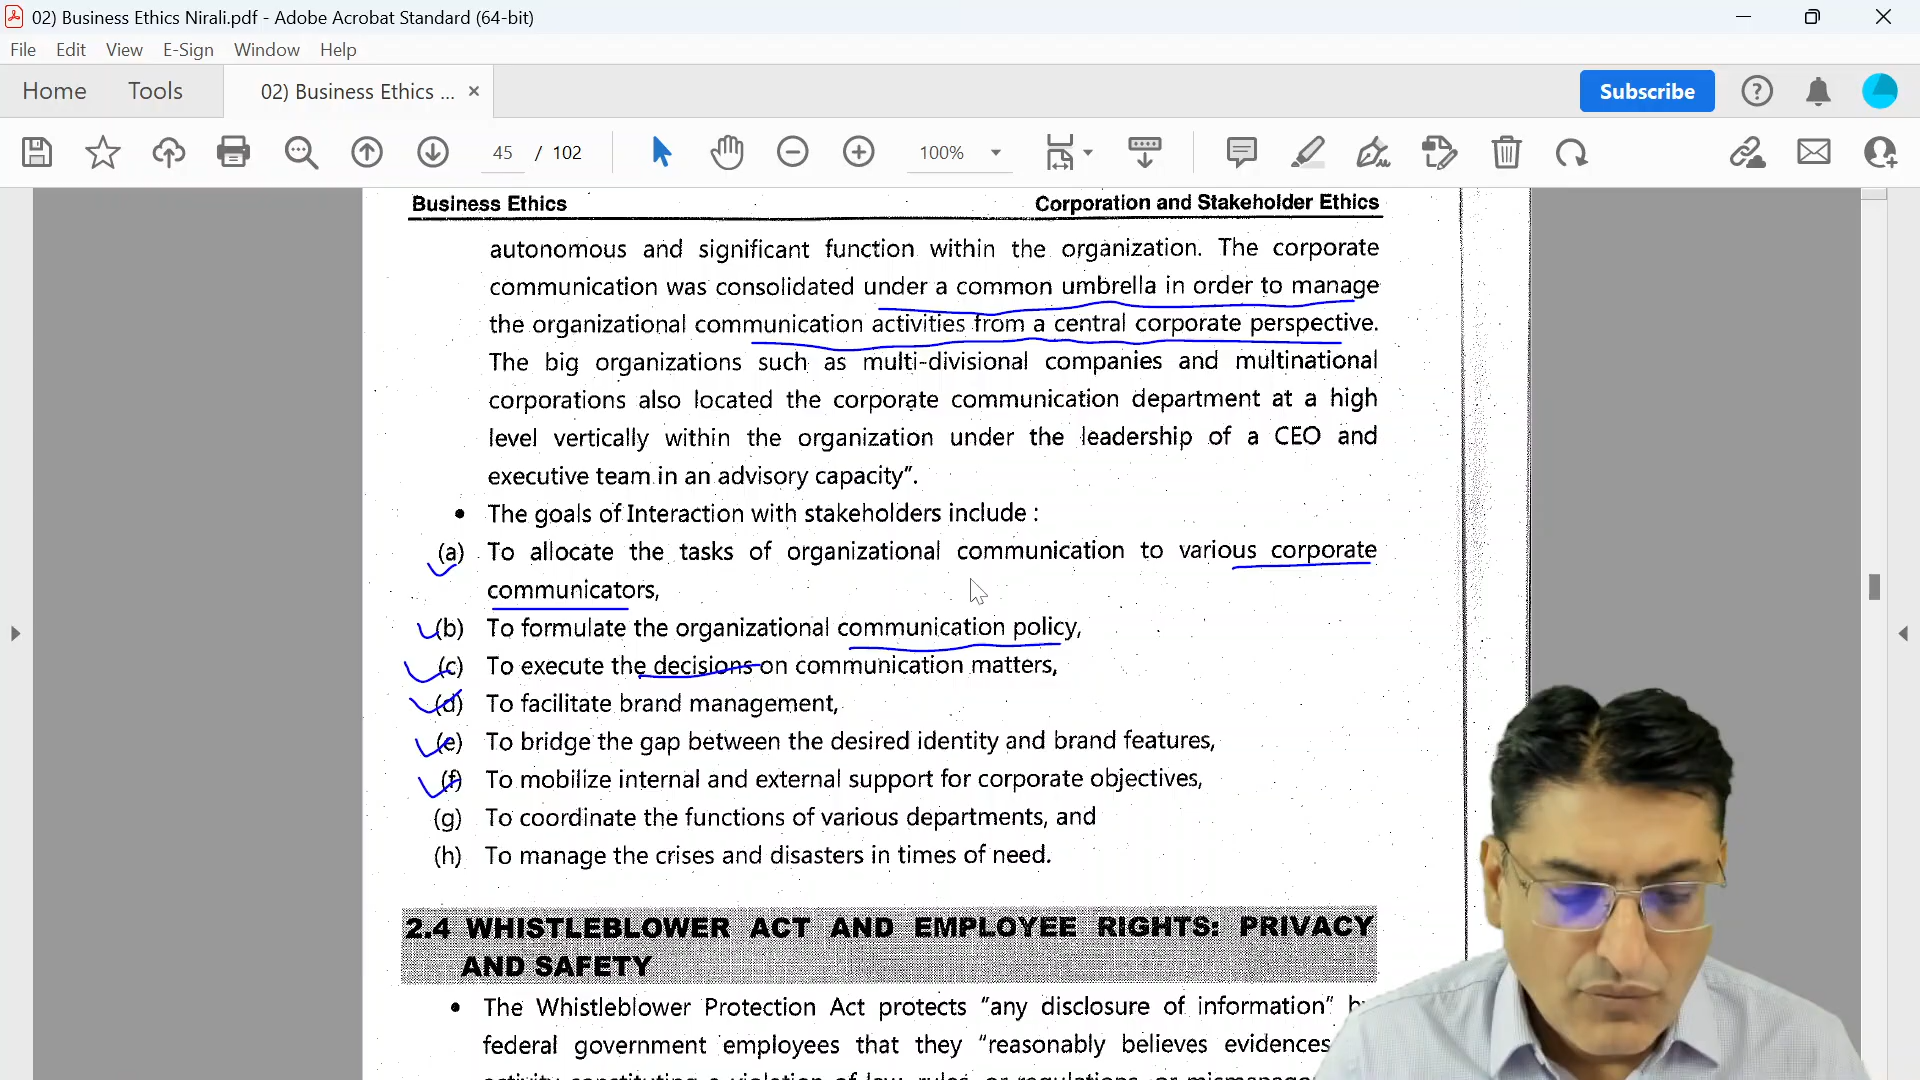 02) Business Ethics Nirali.pdf - Adobe Acrobat Standard (64-bit)
File Edit View E-Sign Window Help
Home Tools 02) Business Ethics ... × Subscribe
45 / 102 100%
Business Ethics Corporation and Stakeholder Ethics
autonomous and significant function within the organization. The corporate
communication was consolidated under a common umbrella in order to manage
the organizational communication activities from a central corporate perspective.
The big organizations such as multi-divisional companies and multinational
corporations also located the corporate communication department at a high
level vertically within the organization under the leadership of a CEO and
executive team in an advisory capacity”.
• The goals of Interaction with stakeholders include :
(a) To allocate the tasks of organizational communication to various corporate
communicators,
(b) To formulate the organizational communication policy,
(c) To execute the decisions on communication matters,
(d) To facilitate brand management,
(e) To bridge the gap between the desired identity and brand features,
(f) To mobilize internal and external support for corporate objectives,
(g) To coordinate the functions of various departments, and
(h) To manage the crises and disasters in times of need.
2.4 WHISTLEBLOWER ACT AND EMPLOYEE RIGHTS: PRIVACY
AND SAFETY
• The Whistleblower Protection Act protects “any disclosure of information”
federal government employees that they “reasonably believes evidences